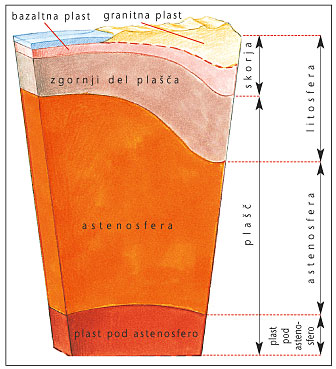 bazaltna plast
granitna plast
zgornji del plašča
astenosfera
plast pod astenosfero
skorja
plašč
litosfera
astenosfera
plast
pod
asteno-
sfero